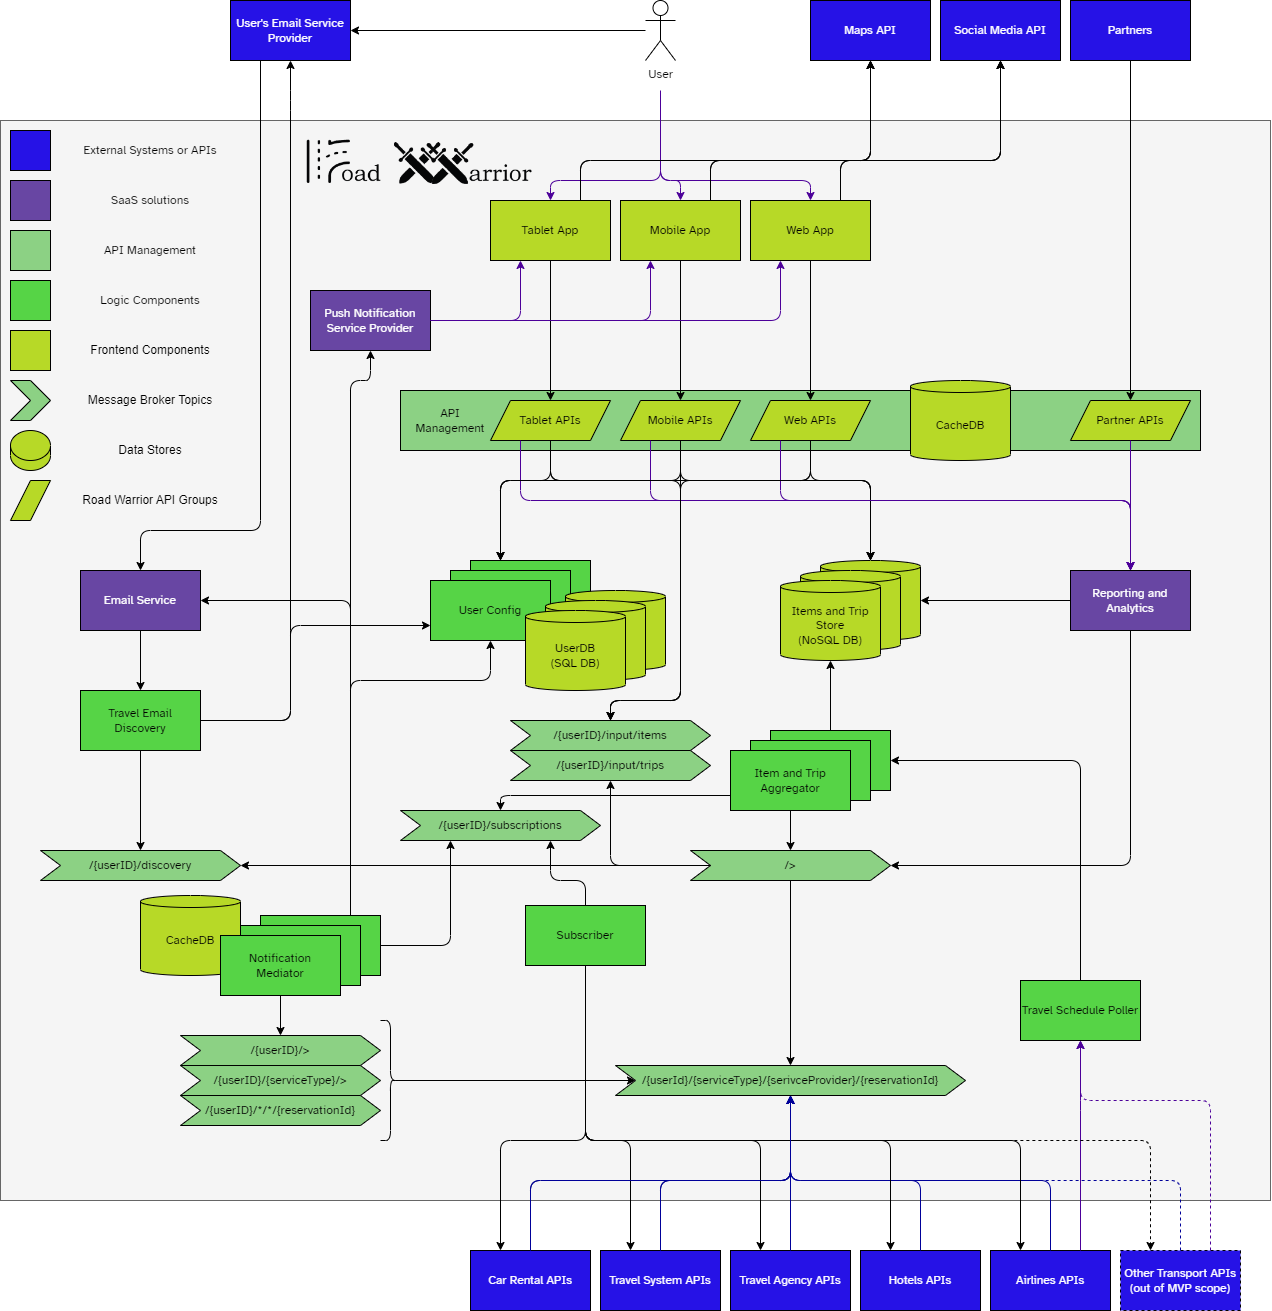 User's Email Service
Provider
User
Maps API
Social Media API
Partners
External Systems or APIs
SaaS solutions
API Management
Logic Components
Frontend Components
Message Broker Topics
Data Stores
Road Warrior API Groups
Road Warrior
Tablet App
Mobile App
Web App
Push Notification
Service Provider
API
Management
Tablet APIs
Mobile APIs
Web APIs
CacheDB
Partner APIs
Email Service
User Config
UserDB
(SQL DB)
Items and Trip
Store
(NoSQL DB)
Reporting and
Analytics
Travel Email
Discovery
/{userID}/input/items
/{userID}/input/trips
Item and Trip
Aggregator
/{userID}/subscriptions
/{userID}/discovery
/>
CacheDB
Notification
Mediator
Subscriber
Travel Schedule Poller
/{userID}/>
/{userID}/{serviceType}/>
/{userID}/*/*/{reservationId}
/{userId}/{serviceType}/{serivceProvider}/{reservationId}
Car Rental APIs
Travel System APIs
Travel Agency APIs
Hotels APIs
Airlines APIs
Other Transport APIs
(out of MVP scope)